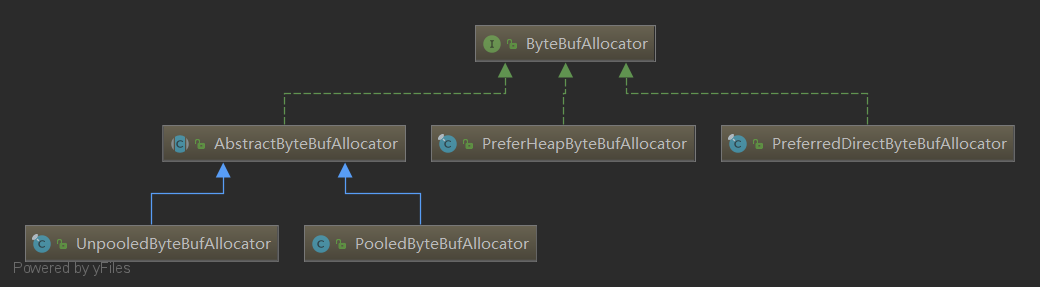 ByteBufAllocator
AbstractByteBufAllocator
PreferHeapByteBufAllocator
PreferredDirectByteBufAllocator
UnpooledByteBufAllocator
PooledByteBufAllocator
Powered by yFiles